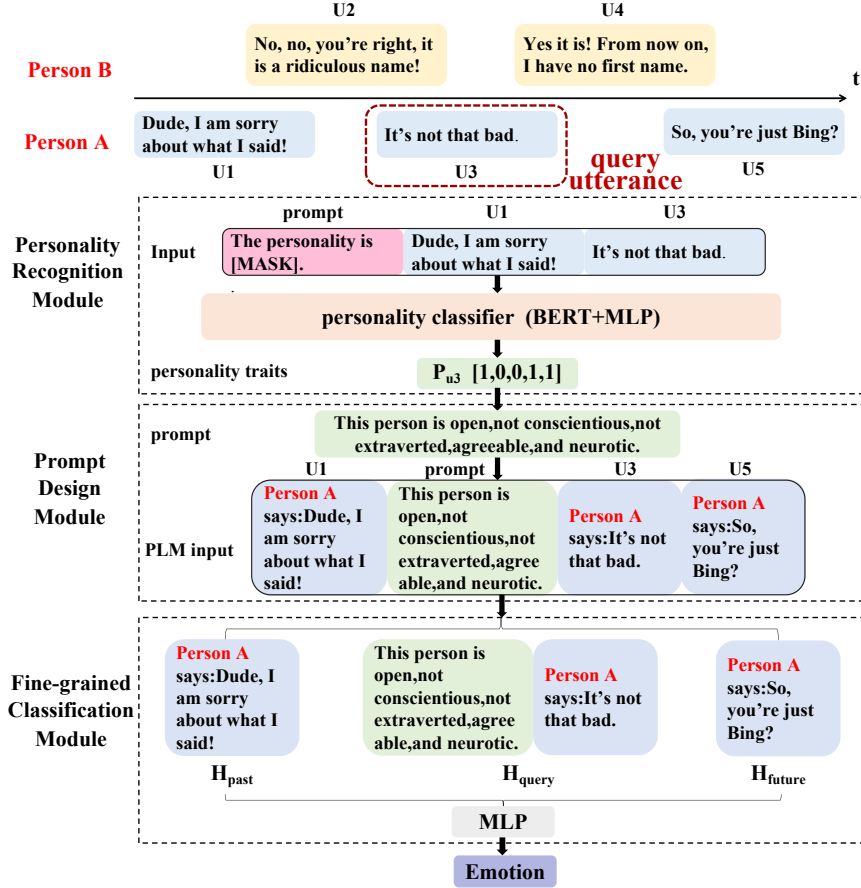 U2
U4
No, no, you're right, it
is a ridiculous name!
Yes it is! From now on,
I have no first name.
Person B
t
Dude, I am sorry
about what I said!
It's not that bad.
So, you're just Bing?
Person A
U1
U3
query
utterance
U5
prompt
U1
U3
Personality
Recognition
Module
Input
The personality is
[MASK].
Dude, I am sorry
about what I said!
It's not that bad.
personality classifier (BERT+MLP)
personality traits
Pu3 [1,0,0,1,1]
prompt
This person is open,not conscientious,not
extraverted,agreeable,and neurotic.
Prompt
Design
Module
U1
prompt
U3
U5
PLM input
Person A
says:Dude, I
am sorry
about what I
said!
This person is
open,not
conscientious,not
extraverted,agree
able,and neurotic.
Person A
says:It's not
that bad.
Person A
says:So,
you're just
Bing?
Fine-grained
Classification
Module
Person A
says:Dude, I
am sorry
about what I
said!
This person is
open,not
conscientious,not
extraverted,agree
able,and neurotic.
Person A
says:It's not
that bad.
Person A
says:So,
you're just
Bing?
Hpast
Hquery
Hfuture
MLP
Emotion